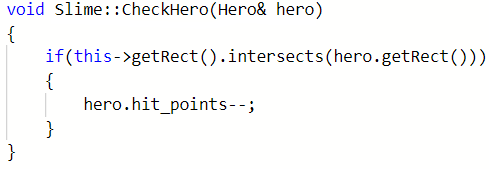 void Slime::CheckHero(Hero& hero)
{
    if(this->getRect().intersects(hero.getRect()))
    {
        hero.hit_points--;
    }
}